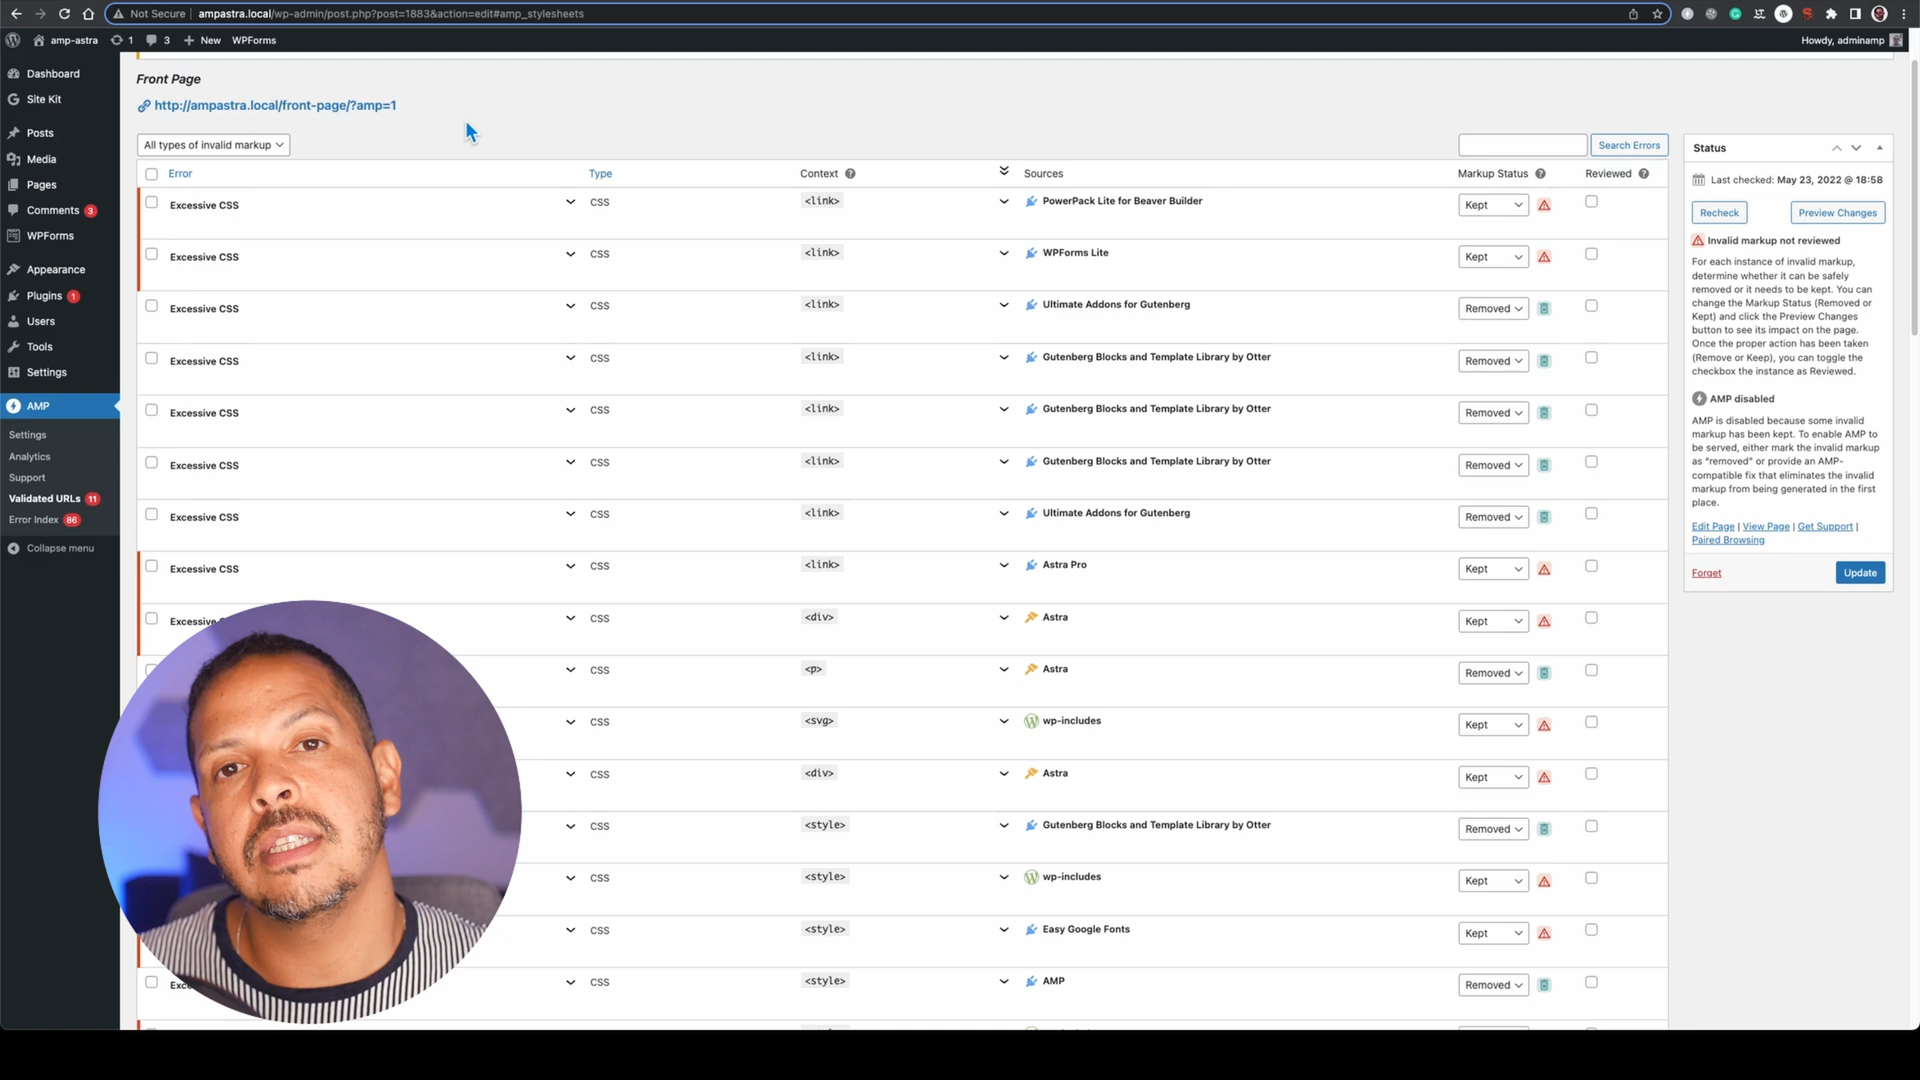 Not Secure | ampastra.local/wp-admin/post.php?post=1883&action=edit#amp_stylesheets
amp-astra 1 3 New WPForms Howdy, adminamp
Dashboard
Site Kit
Posts
Media
Pages
Comments 3
WPForms
Appearance
Plugins 1
Users
Tools
Settings
AMP
Settings
Analytics
Support
Validated URLs 11
Error Index 86
Collapse menu
Front Page
http://ampastra.local/front-page/?amp=1
All types of invalid markup Search Errors
Error Type Context Sources Markup Status Reviewed
Excessive CSS CSS <link> PowerPack Lite for Beaver Builder Kept
Excessive CSS CSS <link> WPForms Lite Kept
Excessive CSS CSS <link> Ultimate Addons for Gutenberg Removed
Excessive CSS CSS <link> Gutenberg Blocks and Template Library by Otter Removed
Excessive CSS CSS <link> Gutenberg Blocks and Template Library by Otter Removed
Excessive CSS CSS <link> Gutenberg Blocks and Template Library by Otter Removed
Excessive CSS CSS <link> Ultimate Addons for Gutenberg Removed
Excessive CSS CSS <link> Astra Pro Kept
Excessive CSS <div> Astra Kept
CSS <p> Astra Removed
CSS <svg> wp-includes Kept
CSS <div> Astra Kept
CSS <style> Gutenberg Blocks and Template Library by Otter Removed
CSS <style> wp-includes Kept
CSS <style> Easy Google Fonts Kept
Exc CSS <style> AMP Removed
Status
Last checked: May 23, 2022 @ 18:58
Recheck Preview Changes
Invalid markup not reviewed
For each instance of invalid markup,
determine whether it can be safely
removed or it needs to be kept. You can
change the Markup Status (Removed or
Kept) and click the Preview Changes
button to see its impact on the page.
Once the proper action has been taken
(Remove or Keep), you can toggle the
checkbox the instance as Reviewed.
AMP disabled
AMP is disabled because some invalid
markup has been kept. To enable AMP to
be served, either mark the invalid markup
as “removed” or provide an AMP-
compatible fix that eliminates the invalid
markup from being generated in the first
place.
Edit Page | View Page | Get Support |
Paired Browsing
Forget Update